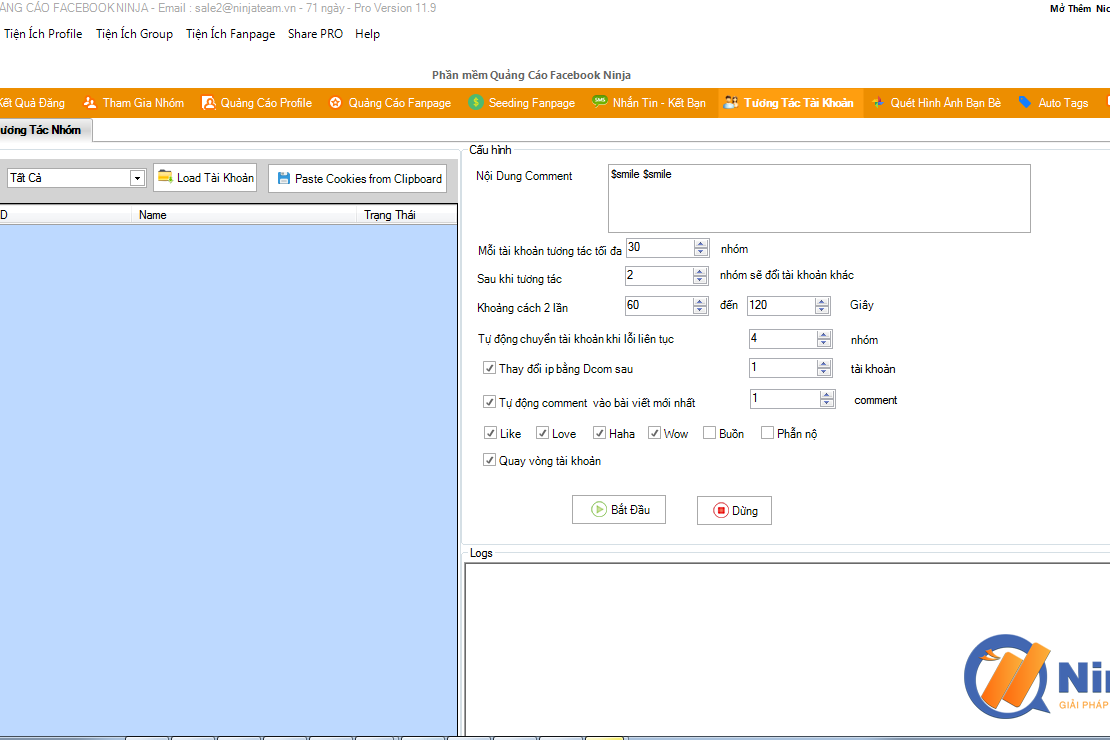 ẢNG CÁO FACEBOOK NINJA - Email : sale2@ninjateam.vn - 71 ngày - Pro Version 11.9
Mở Thêm Nic
Tiện Ích Profile Tiện Ích Group Tiện Ích Fanpage Share PRO Help
Phần mềm Quảng Cáo Facebook Ninja
Kết Quả Đăng Tham Gia Nhóm Quảng Cáo Profile Quảng Cáo Fanpage Seeding Fanpage Nhắn Tin - Kết Bạn Tương Tác Tài Khoản Quét Hình Ảnh Bạn Bè Auto Tags
ương Tác Nhóm
Cấu hình
Tất Cả Load Tài Khoản Paste Cookies from Clipboard
D Name Trạng Thái
Nội Dung Comment $smile $smile
Mỗi tài khoản tương tác tối đa 30 nhóm
Sau khi tương tác 2 nhóm sẽ đổi tài khoản khác
Khoảng cách 2 lần 60 đến 120 Giây
Tự động chuyển tài khoản khi lỗi liên tục 4 nhóm
Thay đổi ip bằng Dcom sau 1 tài khoản
Tự động comment vào bài viết mới nhất 1 comment
Like Love Haha Wow Buồn Phẫn nộ
Quay vòng tài khoản
Bắt Đầu Dừng
Logs
Nin
GIẢI PHÁP